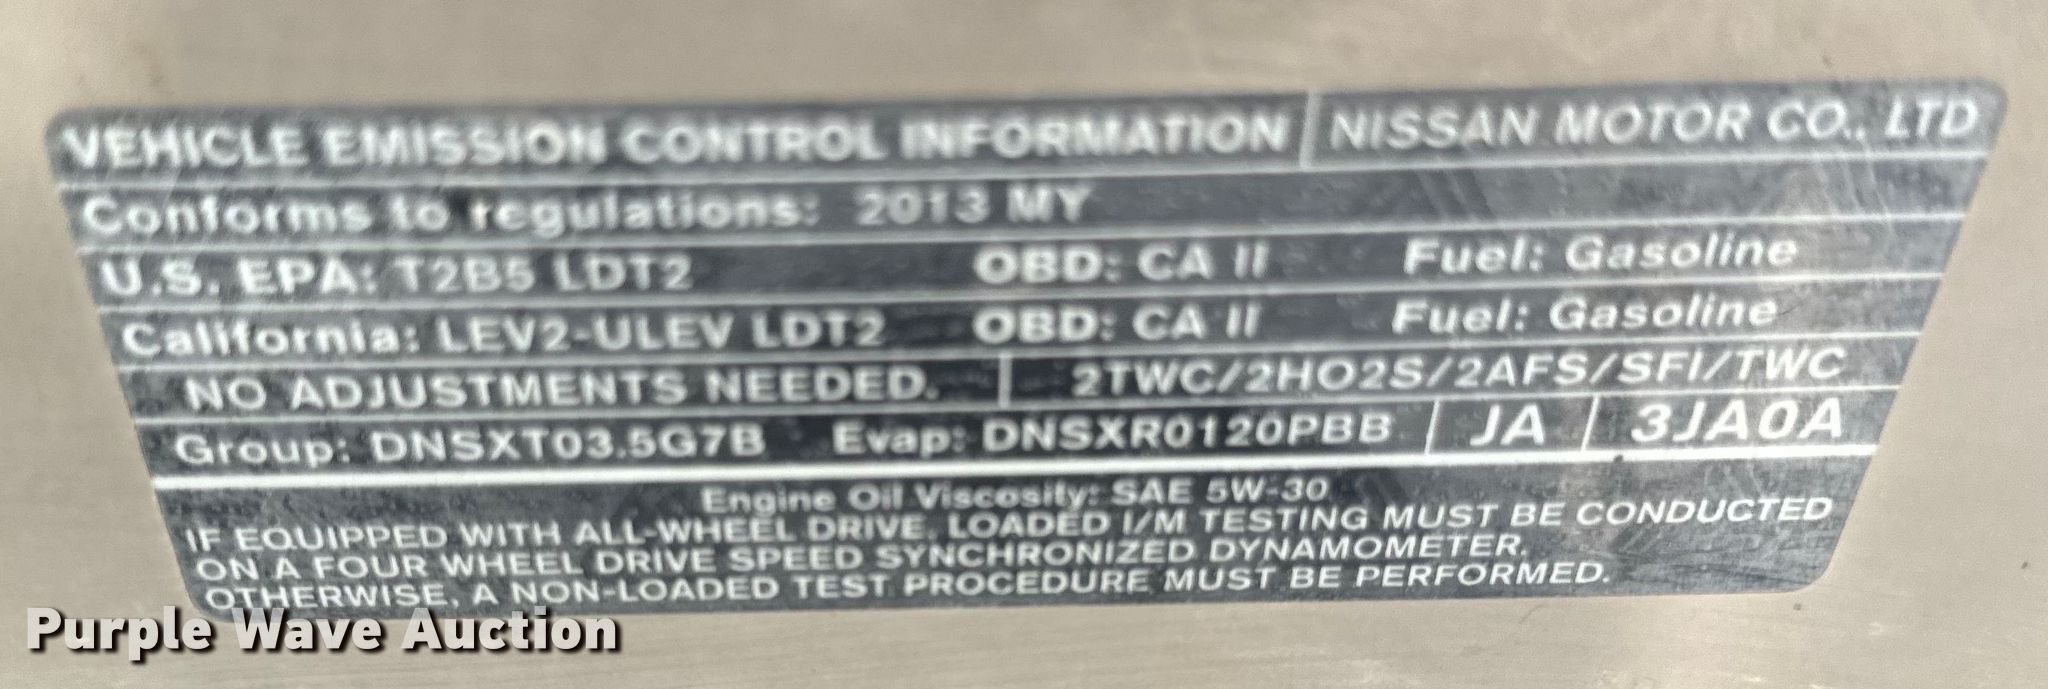 VEHICLE EMISSION CONTROL INFORMATION | NISSAN MOTOR CO., LTD
Conforms to regulations: 2013 MY
U.S. EPA: T2B5 LDT2 OBD: CA II Fuel: Gasoline
California: LEV2-ULEV LDT2 OBD: CA II Fuel: Gasoline
NO ADJUSTMENTS NEEDED. | 2TWC/2HO2S/2AFS/SFI/TWC
Group: DNSXT03.5G7B Evap: DNSXR0120PBB | JA | 3JA0A
Engine Oil Viscosity: SAE 5W-30
IF EQUIPPED WITH ALL-WHEEL DRIVE, LOADED I/M TESTING MUST BE CONDUCTED
ON A FOUR WHEEL DRIVE SPEED SYNCHRONIZED DYNAMOMETER.
OTHERWISE, A NON-LOADED TEST PROCEDURE MUST BE PERFORMED.
Purple Wave Auction